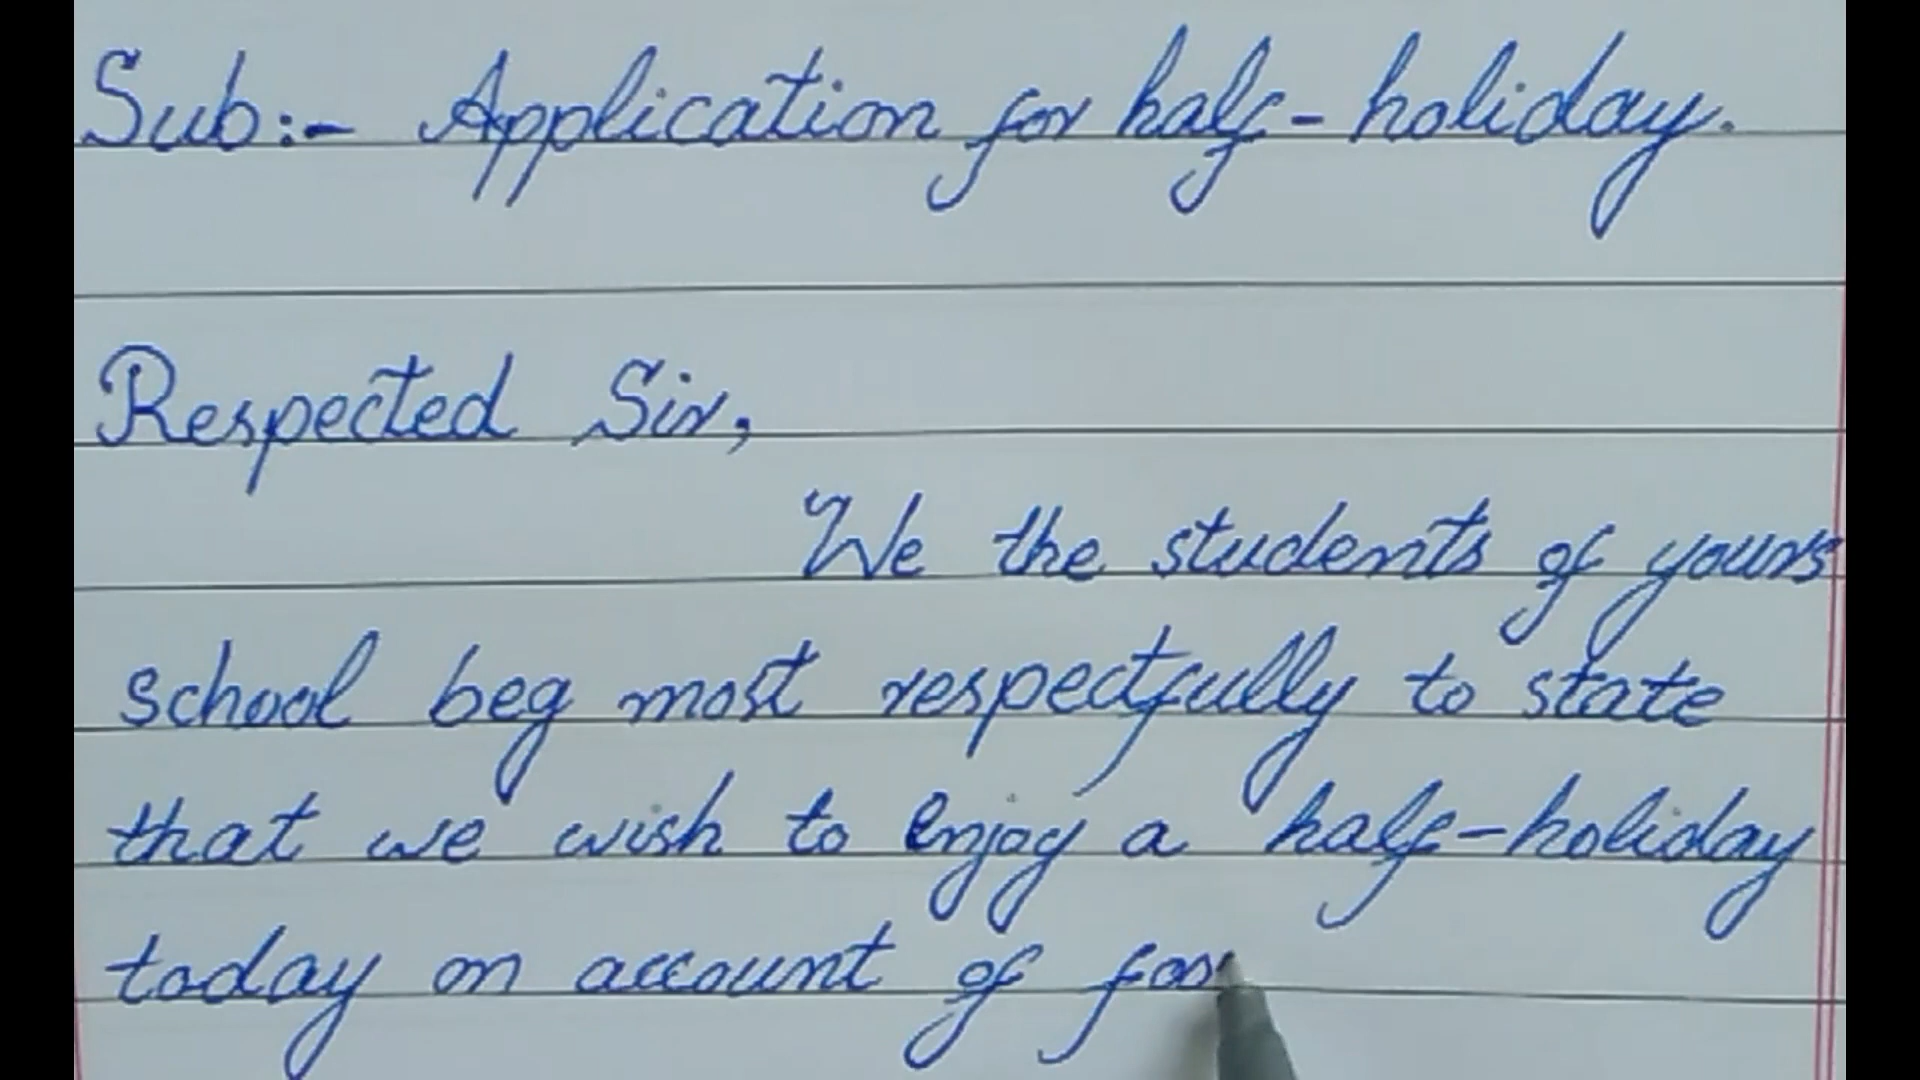 Sub:- Application for half-holiday.
Respected Sir,
We the students of yours
school beg most respectfully to state
that we wish to enjoy a half-holiday
today on account of